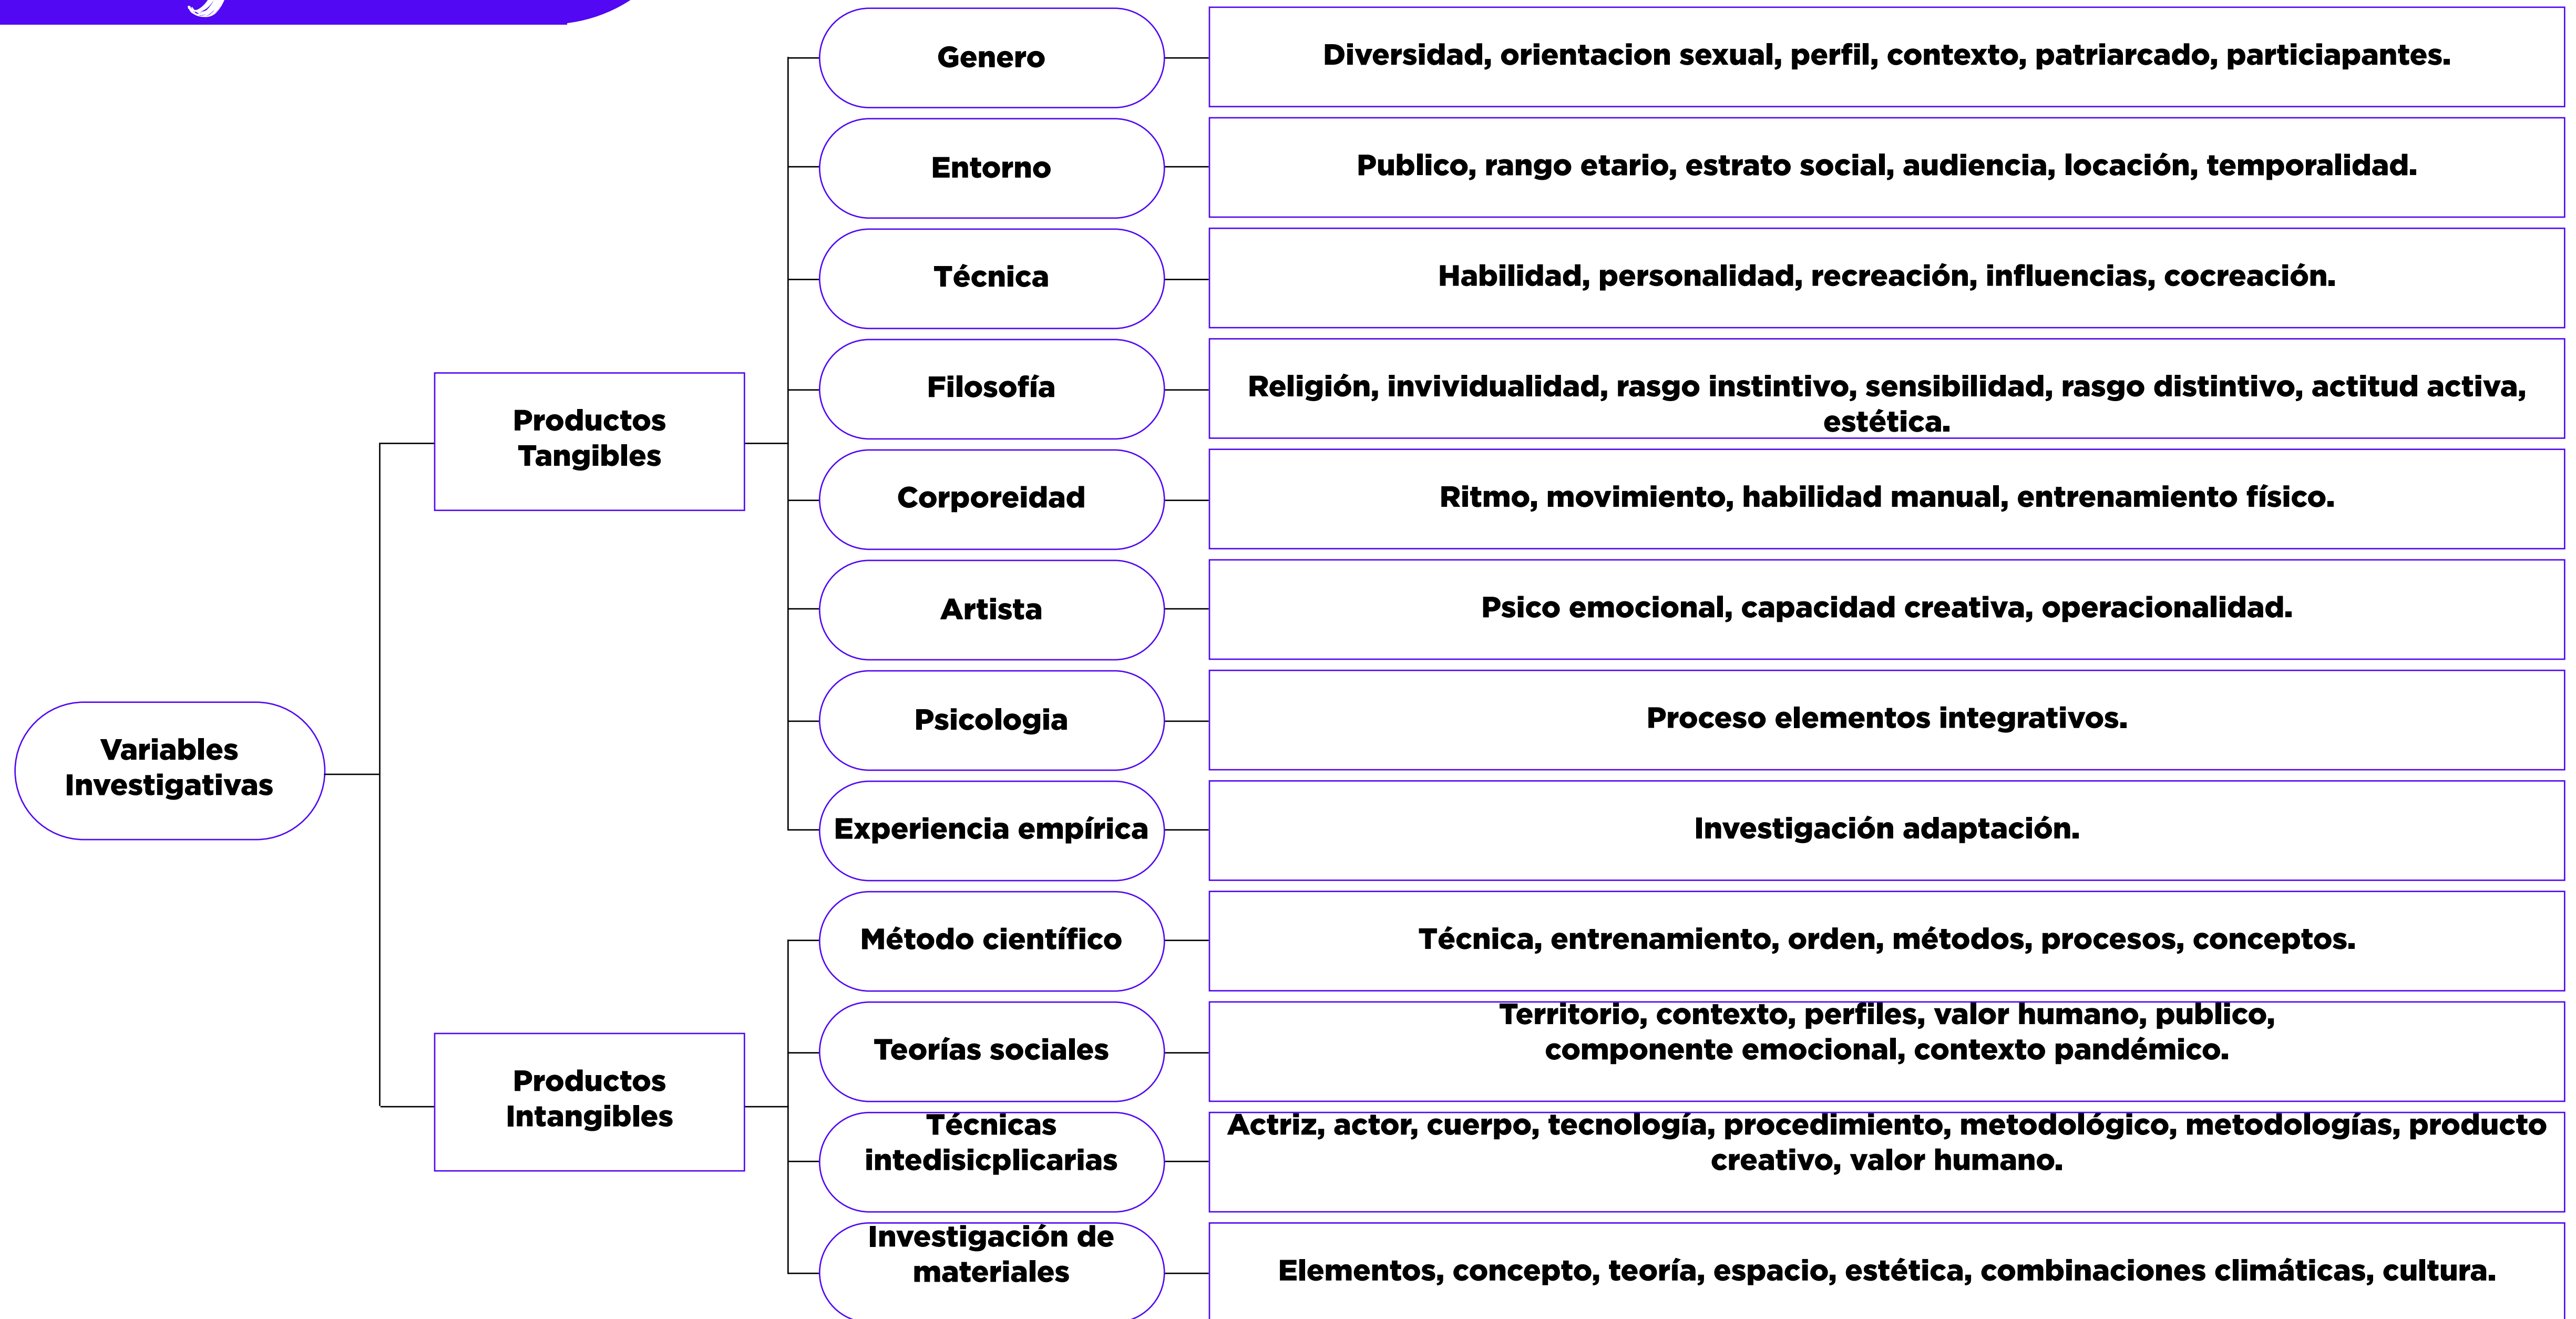 Variables
Investigativas
Productos
Tangibles
Genero
Diversidad, orientacion sexual, perfil, contexto, patriarcado, particiapantes.
Entorno
Publico, rango etario, estrato social, audiencia, locación, temporalidad.
Técnica
Habilidad, personalidad, recreación, influencias, cocreación.
Filosofía
Religión, invividualidad, rasgo instintivo, sensibilidad, rasgo distintivo, actitud activa,
estética.
Corporeidad
Ritmo, movimiento, habilidad manual, entrenamiento físico.
Artista
Psico emocional, capacidad creativa, operacionalidad.
Psicologia
Proceso elementos integrativos.
Experiencia empírica
Investigación adaptación.
Productos
Intangibles
Método científico
Técnica, entrenamiento, orden, métodos, procesos, conceptos.
Teorías sociales
Territorio, contexto, perfiles, valor humano, publico,
componente emocional, contexto pandémico.
Técnicas
intedisicplicarias
Actriz, actor, cuerpo, tecnología, procedimiento, metodológico, metodologías, producto
creativo, valor humano.
Investigación de
materiales
Elementos, concepto, teoría, espacio, estética, combinaciones climáticas, cultura.